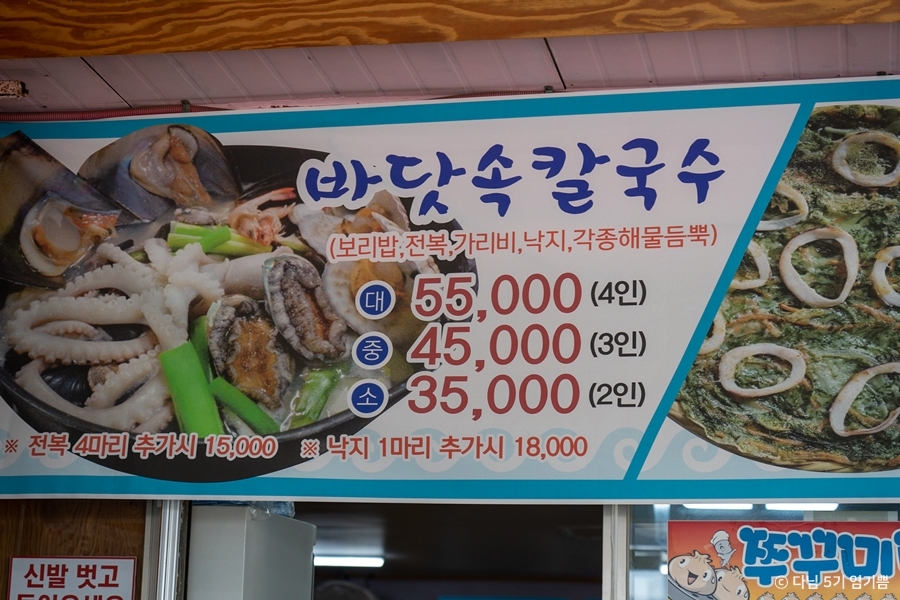 바닷속칼국수
(보리밥,전복,가리비,낙지,각종해물듬뿍)
대 55,000 (4인)
중 45,000 (3인)
소 35,000 (2인)
※ 전복 4마리 추가시 15,000 ※ 낙지 1마리 추가시 18,000
신발 벗고
쭈꾸미
© 다님 5기 염기쁨